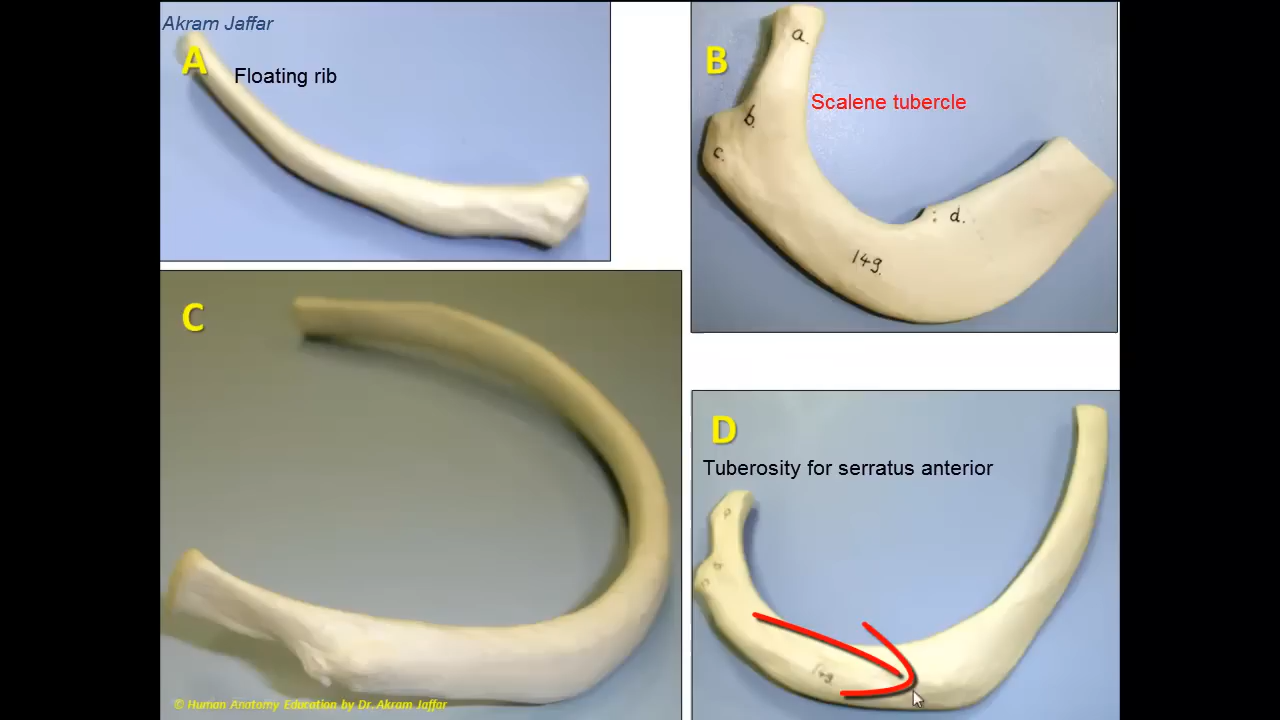 Akram Jaffar
A
Floating rib
B
a.
Scalene tubercle
b.
c.
d.
149.
C
D
Tuberosity for serratus anterior
149.
© Human Anatomy Education by Dr. Akram Jaffar